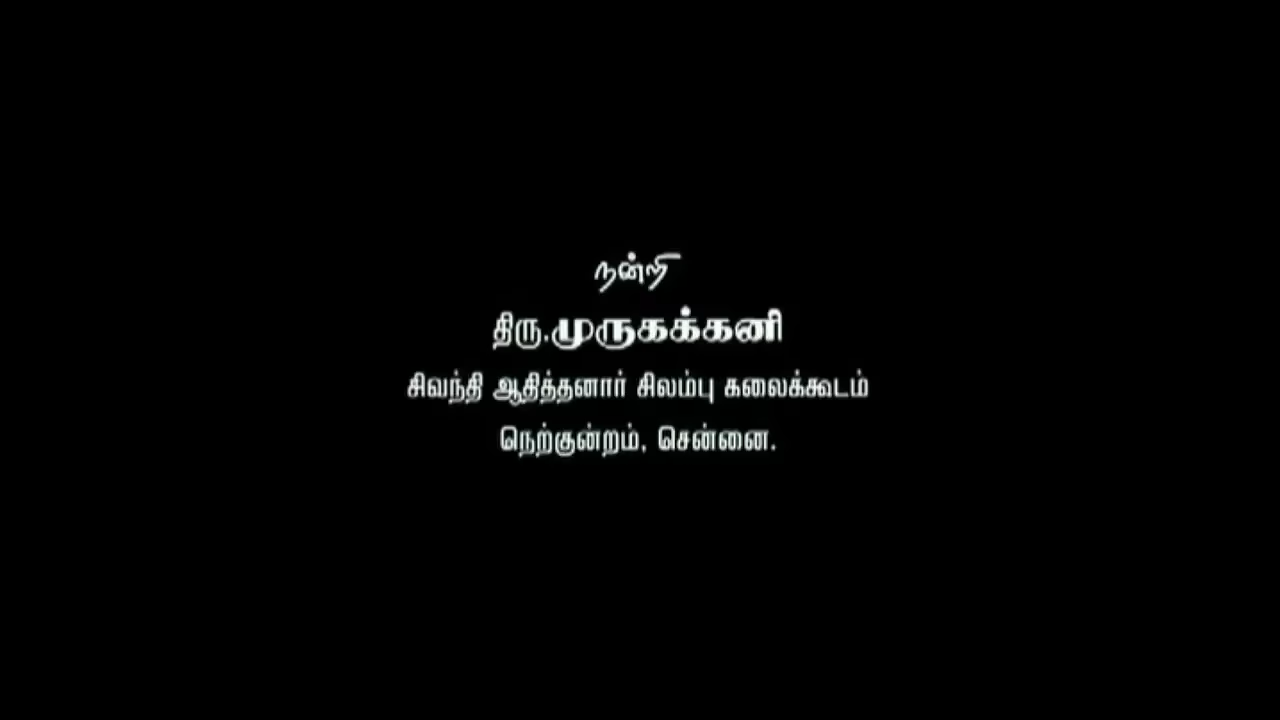 நன்றி
திரு.முருகக்கனி
சிவந்தி ஆதித்தனார் சிலம்பு கலைக்கூடம்
நெற்குன்றம், சென்னை.